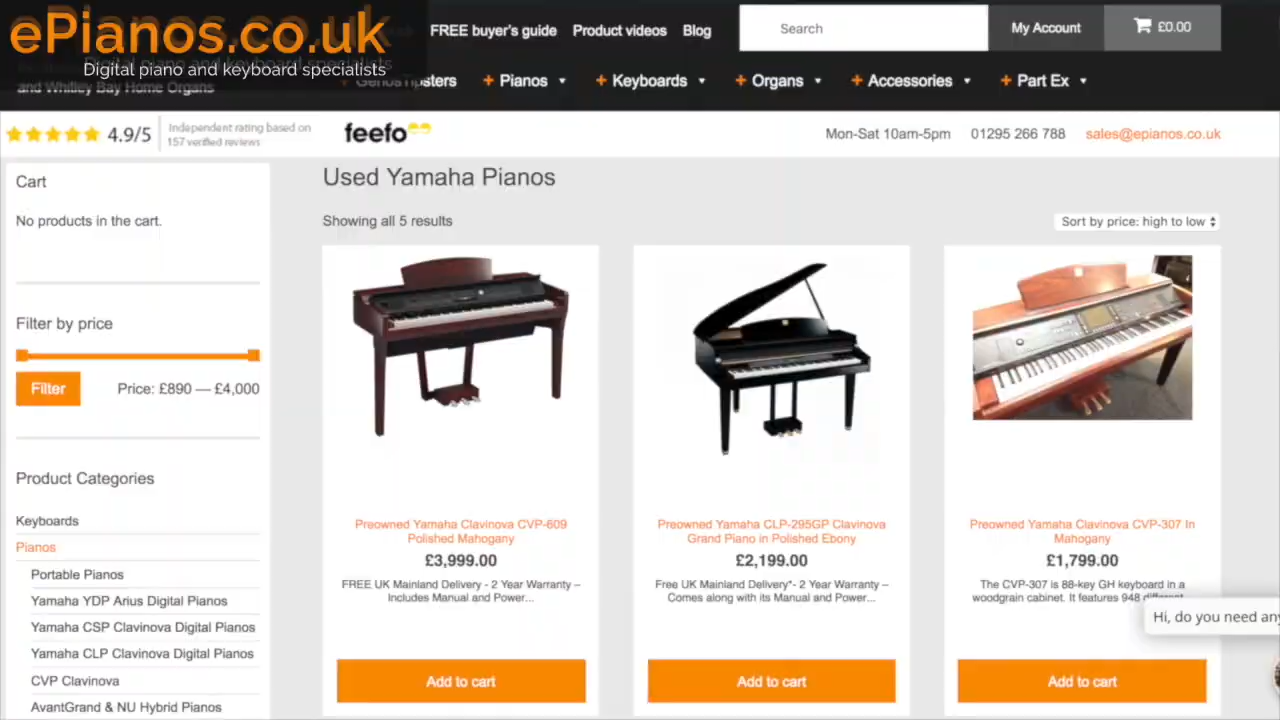 ePianos.co.uk
Digital piano and keyboard specialists
and Whitley Bay Home Organs
FREE buyer's guide
Product videos
Blog
Search
My Account
£0.00
Pianos
Keyboards
Organs
Accessories
Part Ex
4.9/5
Independent rating based on
157 verified reviews
feefo
Mon-Sat 10am-5pm
01295 266 788
sales@epianos.co.uk
Cart
No products in the cart.
Filter by price
Filter
Price: £890 — £4,000
Product Categories
Keyboards
Pianos
Portable Pianos
Yamaha YDP Arius Digital Pianos
Yamaha CSP Clavinova Digital Pianos
Yamaha CLP Clavinova Digital Pianos
CVP Clavinova
AvantGrand & NU Hybrid Pianos
Used Yamaha Pianos
Showing all 5 results
Sort by price: high to low
Preowned Yamaha Clavinova CVP-609
Polished Mahogany
£3,999.00
FREE UK Mainland Delivery - 2 Year Warranty –
Includes Manual and Power...
Add to cart
Preowned Yamaha CLP-295GP Clavinova
Grand Piano in Polished Ebony
£2,199.00
Free UK Mainland Delivery*- 2 Year Warranty –
Comes along with its Manual and Power...
Add to cart
Preowned Yamaha Clavinova CVP-307 In
Mahogany
£1,799.00
The CVP-307 is 88-key GH keyboard in a
woodgrain cabinet. It features 948 different
Add to cart
Hi, do you need any